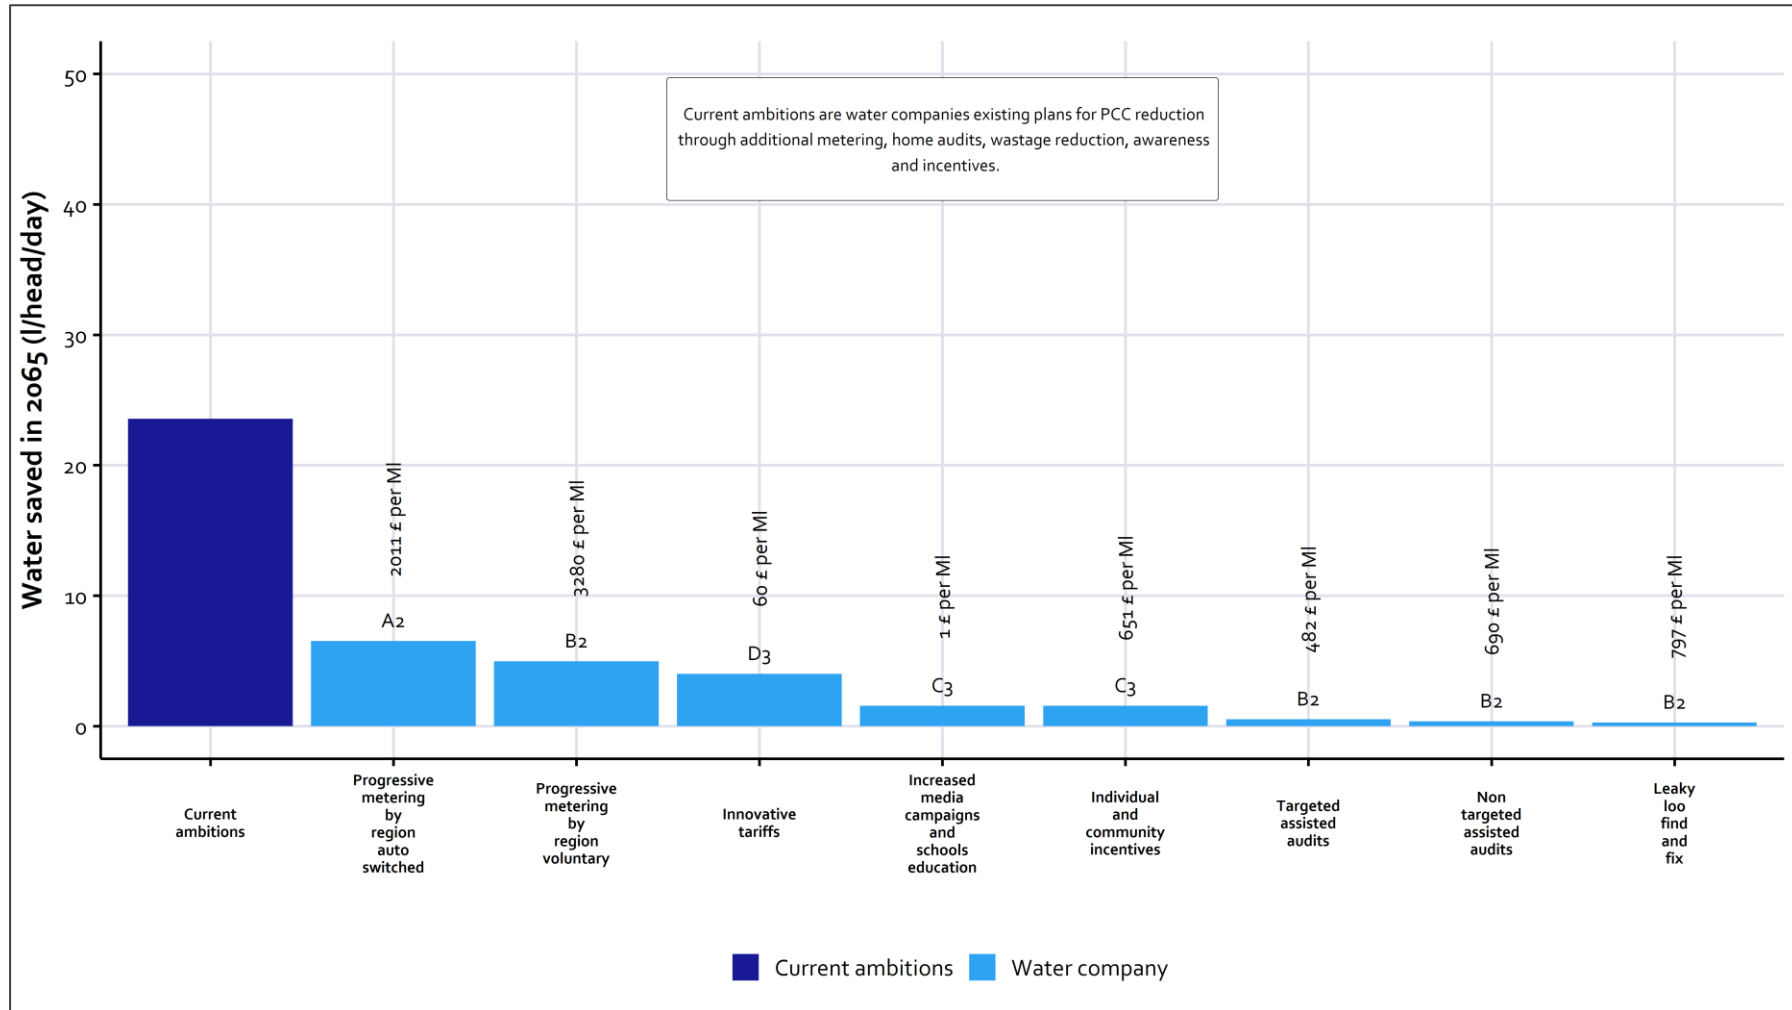 Water saved in 2065 (l/head/day)
50
40
30
20
10
0
Current ambitions are water companies existing plans for PCC reduction
through additional metering, home audits, wastage reduction, awareness
and incentives.
2011 £ per Ml
3280 £ per Ml
60 £ per Ml
1 £ per Ml
651 £ per Ml
482 £ per Ml
690 £ per Ml
797 £ per Ml
A2
B2
D3
C3
C3
B2
B2
B2
Current
ambitions
Progressive
metering
by
region
auto
switched
Progressive
metering
by
region
voluntary
Innovative
tariffs
Increased
media
campaigns
and
schools
education
Individual
and
community
incentives
Targeted
assisted
audits
Non
targeted
assisted
audits
Leaky
loo
find
and
fix
Current ambitions
Water company